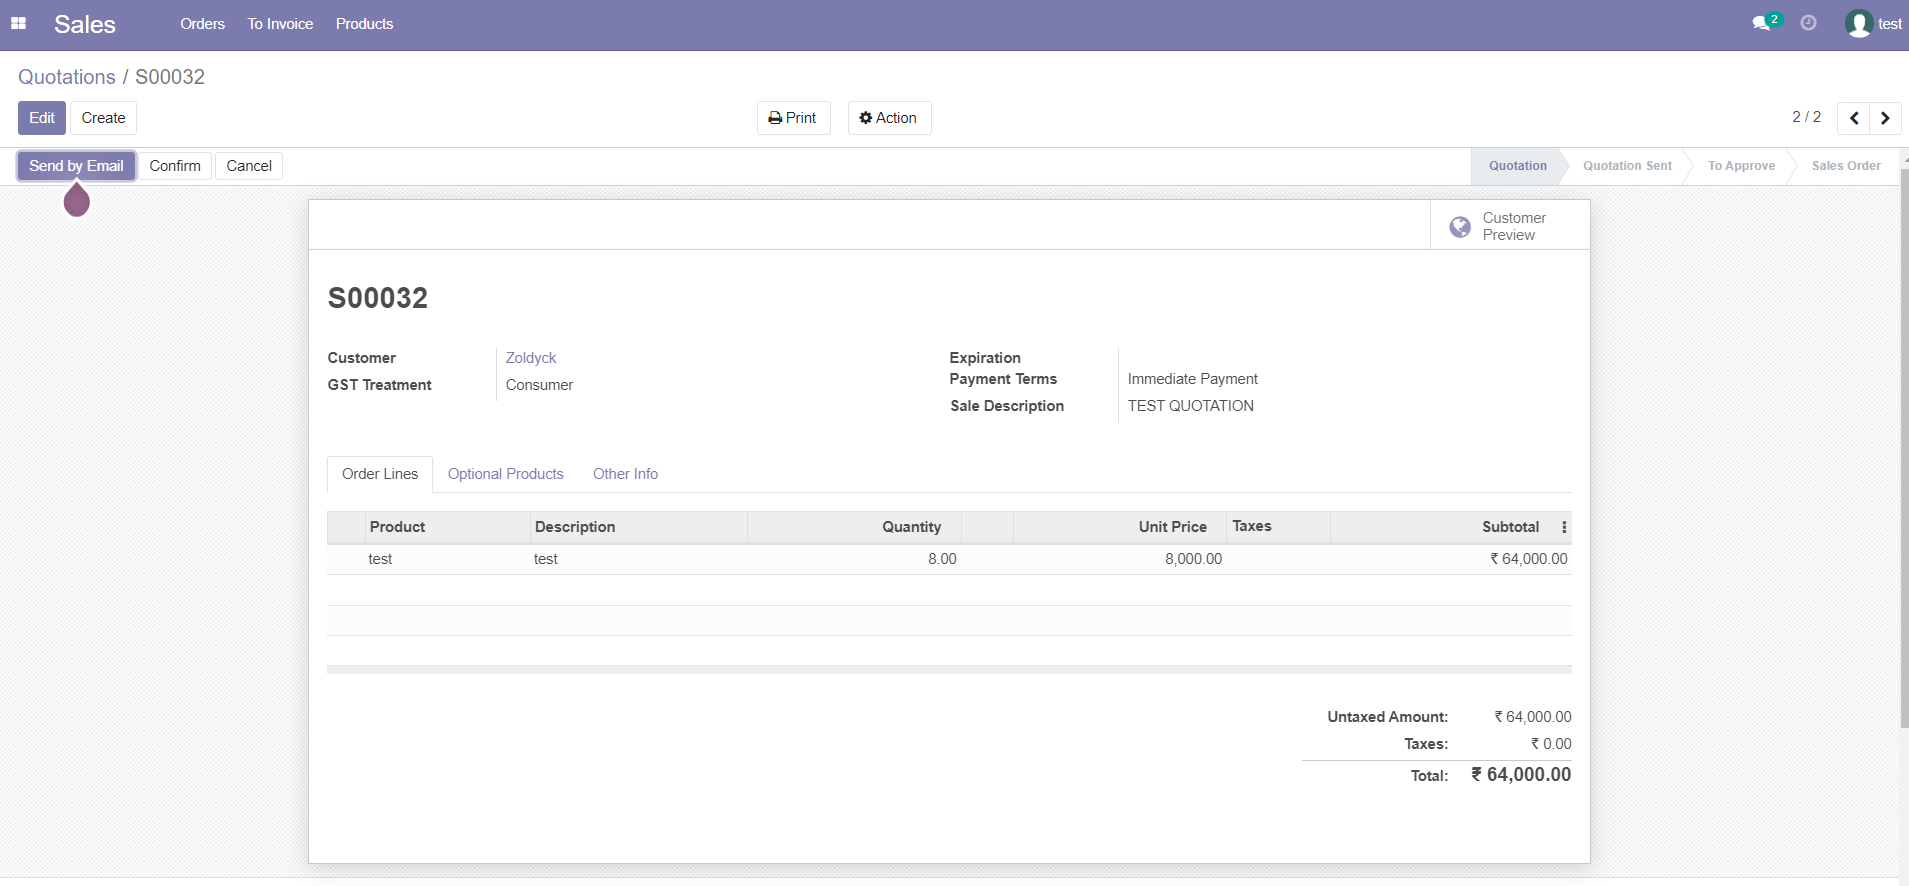 Sales Orders To Invoice Products 2 test
Quotations / S00032
Edit Create Print Action 2 / 2
Send by Email Confirm Cancel Quotation Quotation Sent To Approve Sales Order
Customer
Preview
S00032
Customer Zoldyck
GST Treatment Consumer
Expiration
Payment Terms Immediate Payment
Sale Description TEST QUOTATION
Order Lines Optional Products Other Info
Product Description Quantity Unit Price Taxes Subtotal
test test 8.00 8,000.00 ₹ 64,000.00
Untaxed Amount: ₹ 64,000.00
Taxes: ₹ 0.00
Total: ₹ 64,000.00